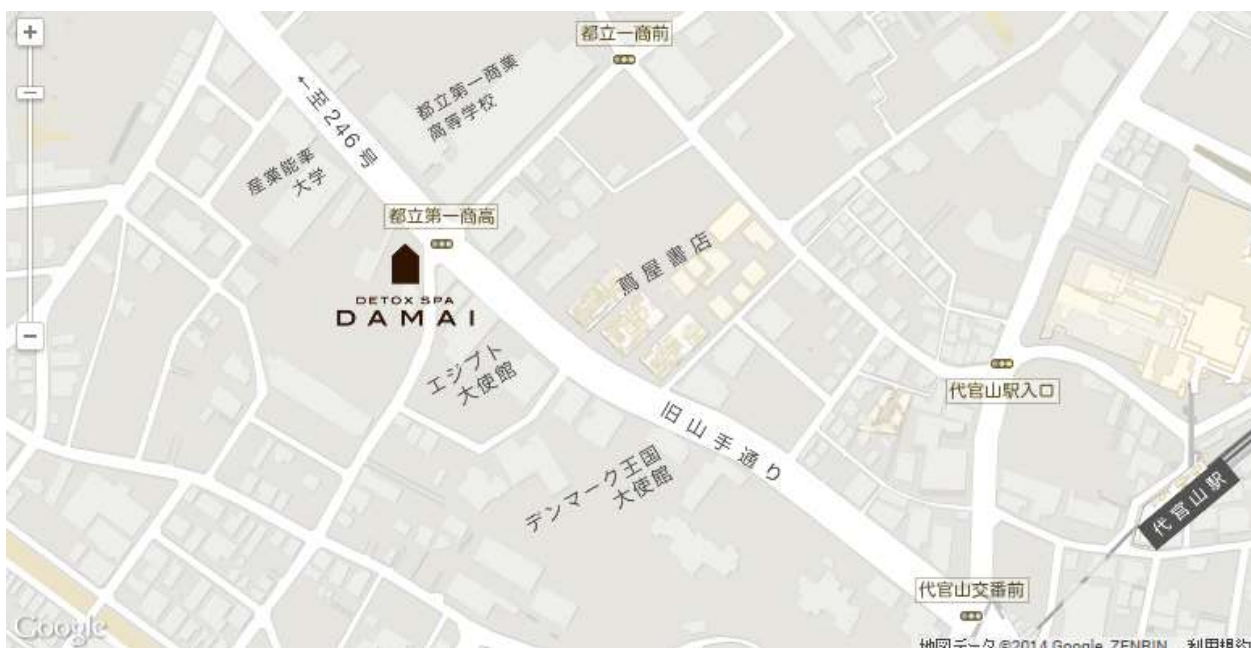 都立一商前
都立第一商業
高等学校
←至246号
産業能率
大学
都立第一商高
蔦屋書店
DETOX SPA
DAMAI
エジプト
大使館
代官山駅入口
旧山手通り
デンマーク王国
大使館
代官山駅
代官山交番前
Google
地図データ ©2014 Google, ZENRIN
利用規約